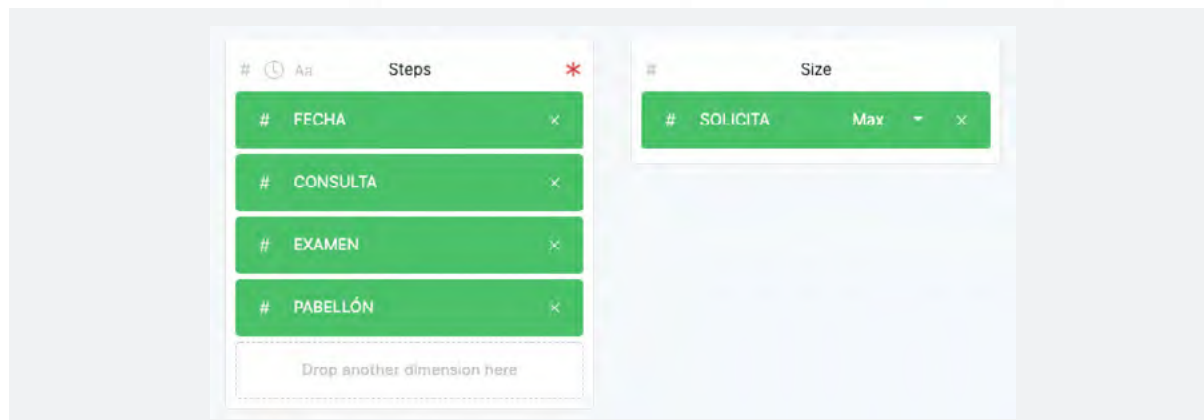 # Aa Steps *
# FECHA ×
# CONSULTA ×
# EXAMEN ×
# PABELLÓN ×
Drop another dimension here
# Size
# SOLICITA Max ×